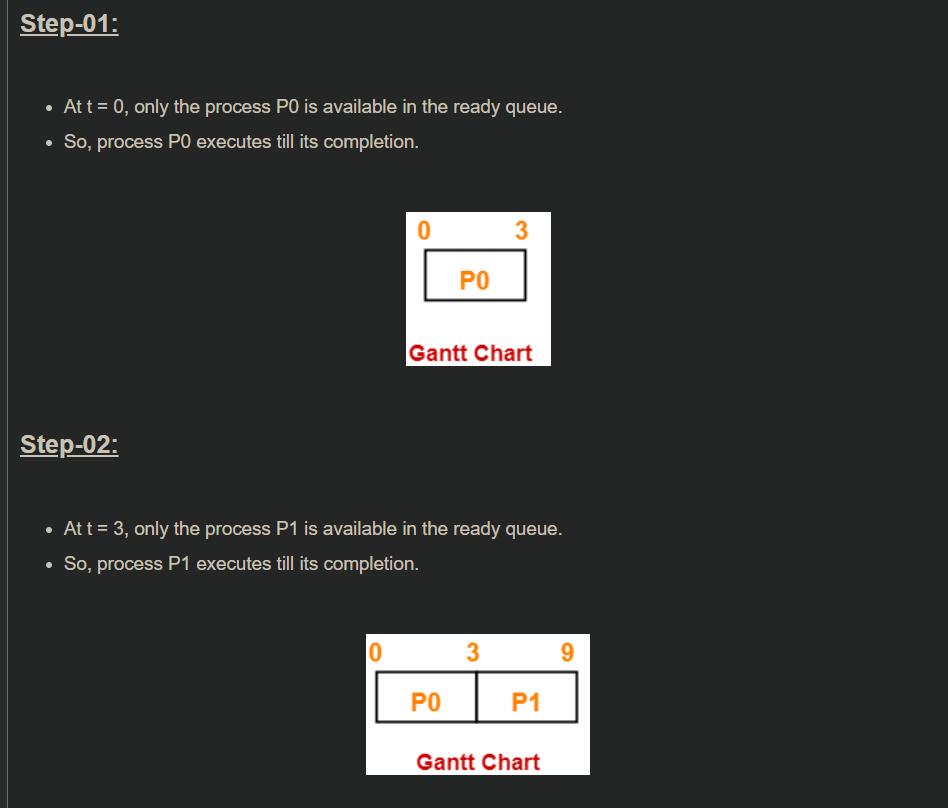 Step-01:
• At t = 0, only the process P0 is available in the ready queue.
• So, process P0 executes till its completion.
0 3
P0
Gantt Chart
Step-02:
• At t = 3, only the process P1 is available in the ready queue.
• So, process P1 executes till its completion.
0 3 9
P0 P1
Gantt Chart